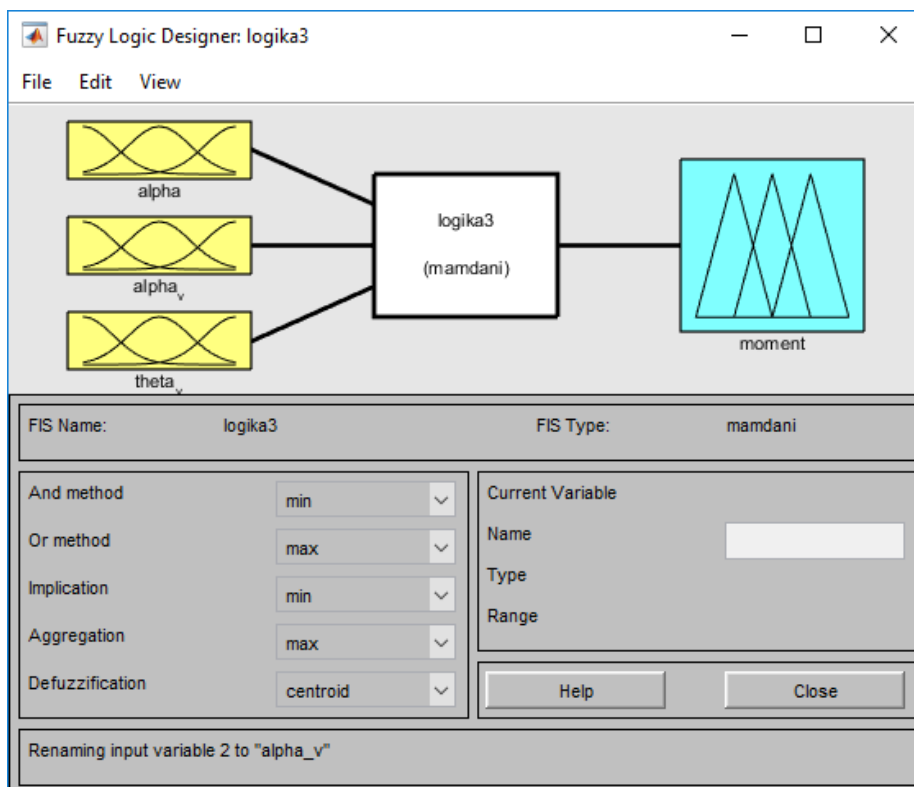 Fuzzy Logic Designer: logika3
File Edit View
alpha
alpha_v
theta_v
logika3
(mamdani)
moment
FIS Name: logika3 FIS Type: mamdani
And method min
Or method max
Implication min
Aggregation max
Defuzzification centroid
Current Variable
Name
Type
Range
Help Close
Renaming input variable 2 to "alpha_v"